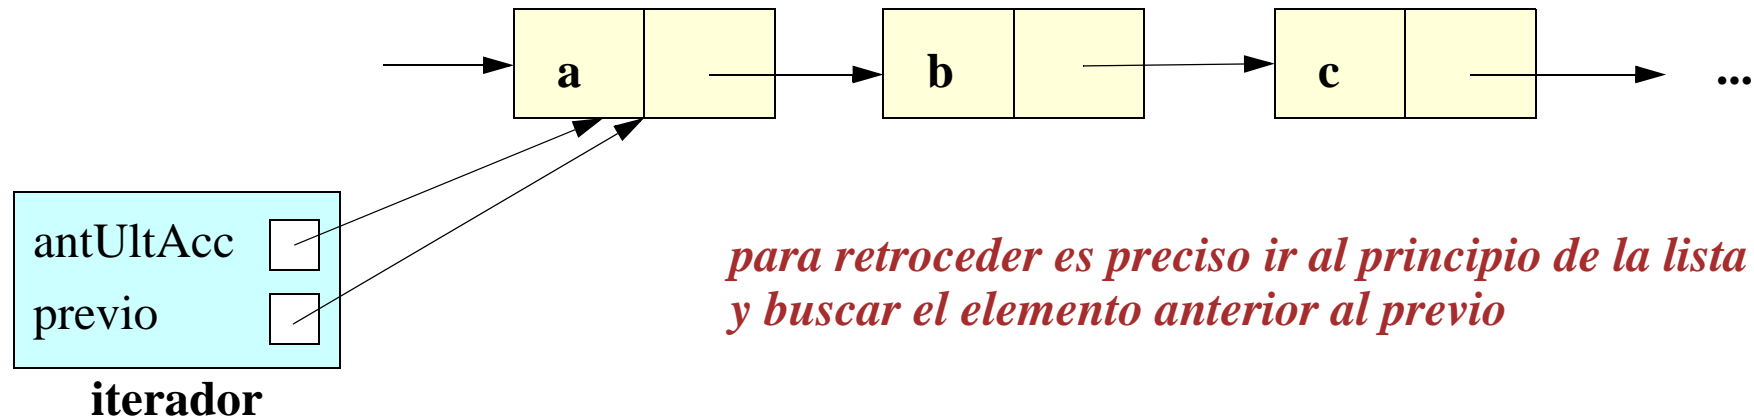 a b c ...
antUltAcc
previo
iterador
para retroceder es preciso ir al principio de la lista
y buscar el elemento anterior al previo